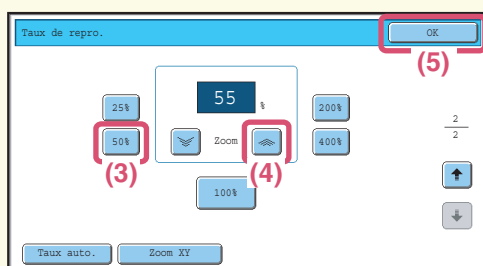 Taux de repro.
OK
(5)
55 %
25%
200%
2
2
50%
Zoom
400%
(3)
(4)
100%
Taux auto.
Zoom XY